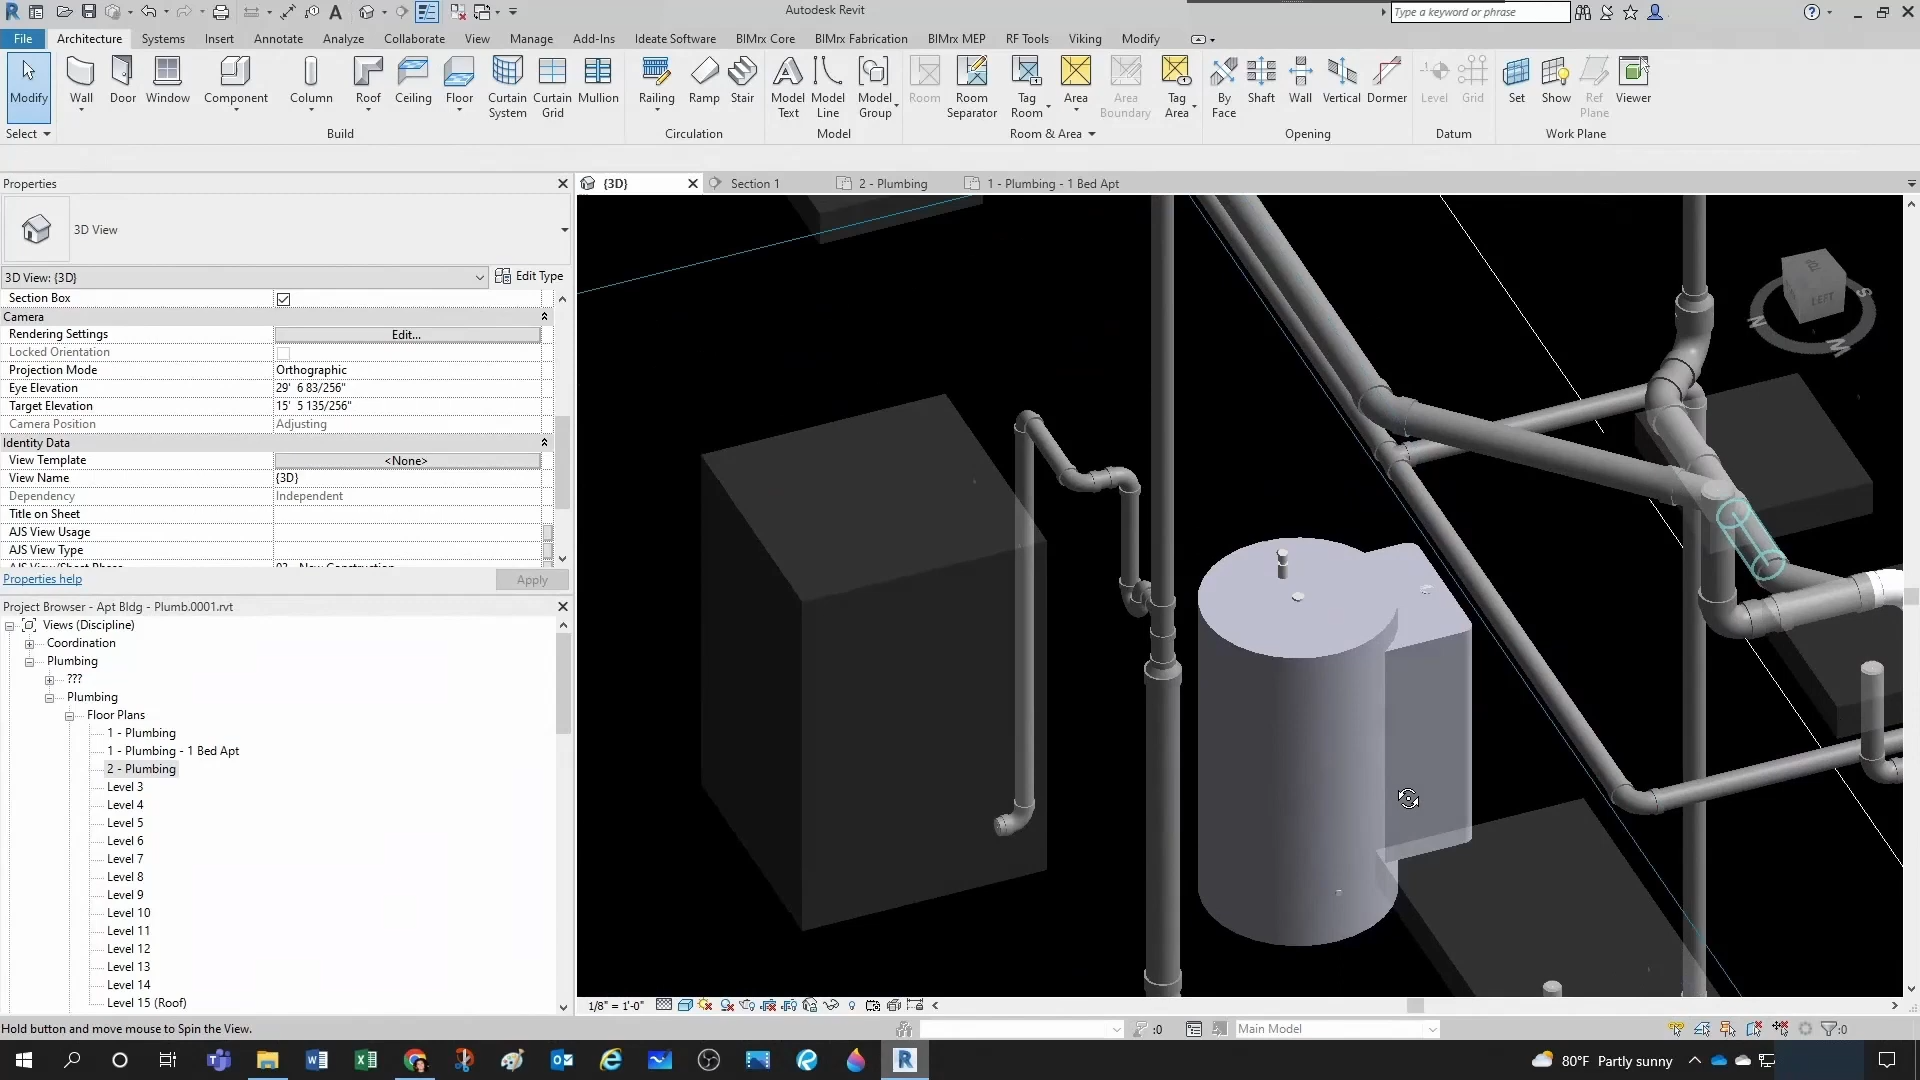 Autodesk Revit
Type a keyword or phrase
File Architecture Systems Insert Annotate Analyze Collaborate View Manage Add-Ins Ideate Software BIMrx Core BIMrx Fabrication BIMrx MEP RF Tools Viking Modify
Modify Wall Door Window Component Column Roof Ceiling Floor Curtain System Curtain Grid Mullion Railing Ramp Stair Model Text Model Line Model Group Room Room Separator Tag Room Area Area Boundary Tag Area By Face Shaft Wall Vertical Dormer Level Grid Set Show Ref Plane Viewer
Select Build Circulation Model Room & Area Opening Datum Work Plane
Properties
{3D} Section 1 2 - Plumbing 1 - Plumbing - 1 Bed Apt
3D View
3D View: {3D} Edit Type
Section Box
Camera
Rendering Settings Edit...
Locked Orientation
Projection Mode Orthographic
Eye Elevation 29' 6 83/256"
Target Elevation 15' 5 135/256"
Camera Position Adjusting
Identity Data
View Template <None>
View Name {3D}
Dependency Independent
Title on Sheet
AJS View Usage
AJS View Type
Properties help Apply
Project Browser - Apt Bldg - Plumb.0001.rvt
Views (Discipline)
Coordination
Plumbing
???
Plumbing
Floor Plans
1 - Plumbing
1 - Plumbing - 1 Bed Apt
2 - Plumbing
Level 3
Level 4
Level 5
Level 6
Level 7
Level 8
Level 9
Level 10
Level 11
Level 12
Level 13
Level 14
Level 15 (Roof)
LEFT
S
N
1/8" = 1'-0"
Hold button and move mouse to Spin the View.
:0 Main Model :0
80°F Partly sunny